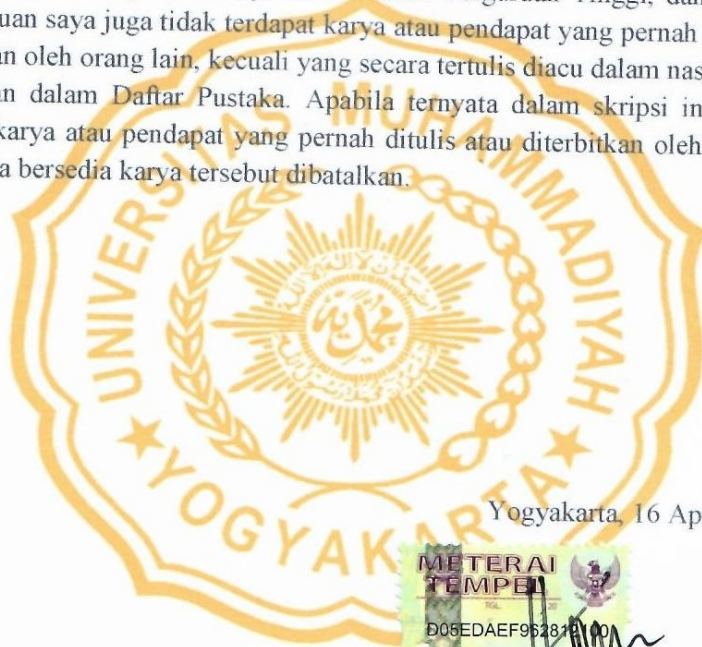 uan saya juga tidak terdapat karya atau pendapat yang pernah
n oleh orang lain, kecuali yang secara tertulis diacu dalam nas
n dalam Daftar Pustaka. Apabila ternyata dalam skripsi in
karya atau pendapat yang pernah ditulis atau diterbitkan oleh
a bersedia karya tersebut dibatalkan.
UNIVERSITAS MUHAMMADIYAH
★ YOGYAKARTA ★
Yogyakarta, 16 Ap
METERAI
TEMPEL
TGL. 20